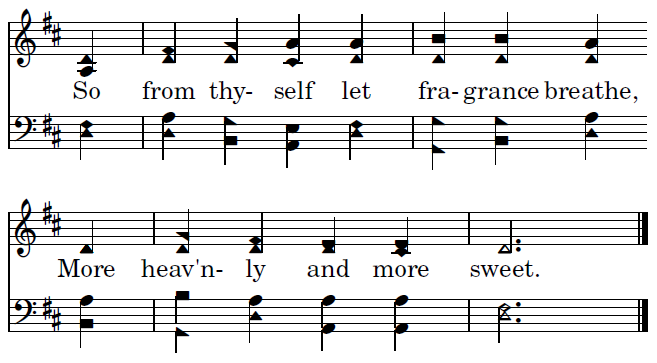 So from thy- self let fra- grance breathe,
More heav'n- ly and more sweet.